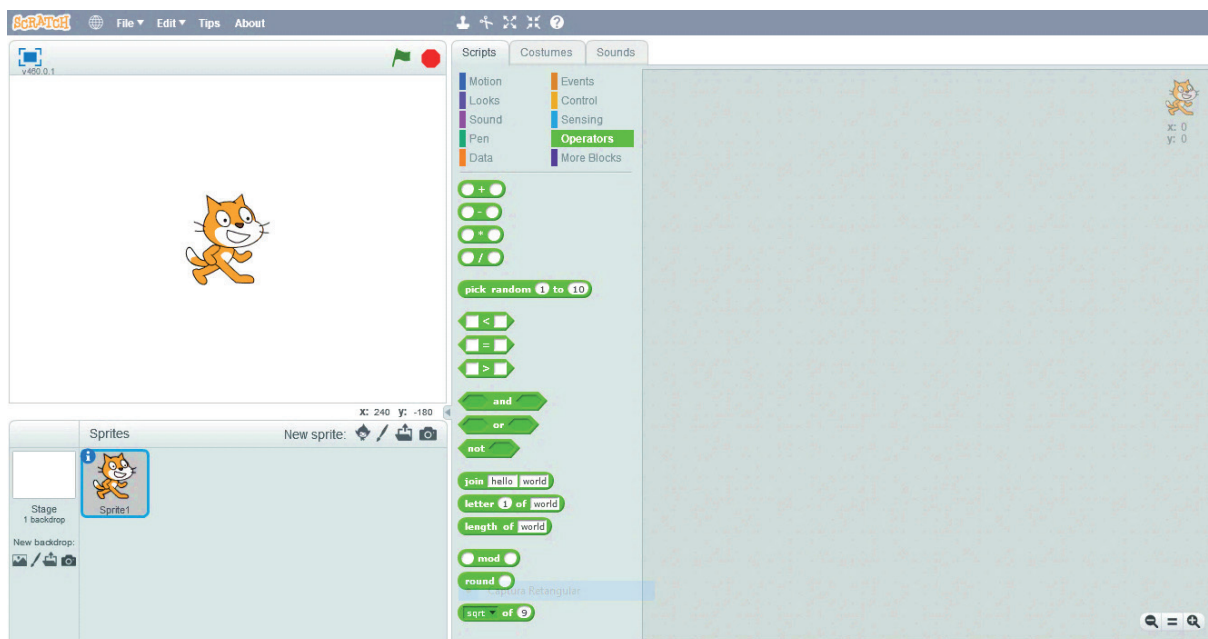 SCRATCH File Edit Tips About
v460.0.1
Scripts Costumes Sounds
Motion Events
Looks Control
Sound Sensing
Pen Operators
Data More Blocks
+
-
*
/
pick random 1 to 10
<
=
>
and
or
not
join hello world
letter 1 of world
length of world
mod
round
Captura Retangular
sqrt of 9
x: 0
y: 0
X: 240 y: -180
Sprites New sprite:
Stage
1 backdrop
Sprite1
New backdrop: